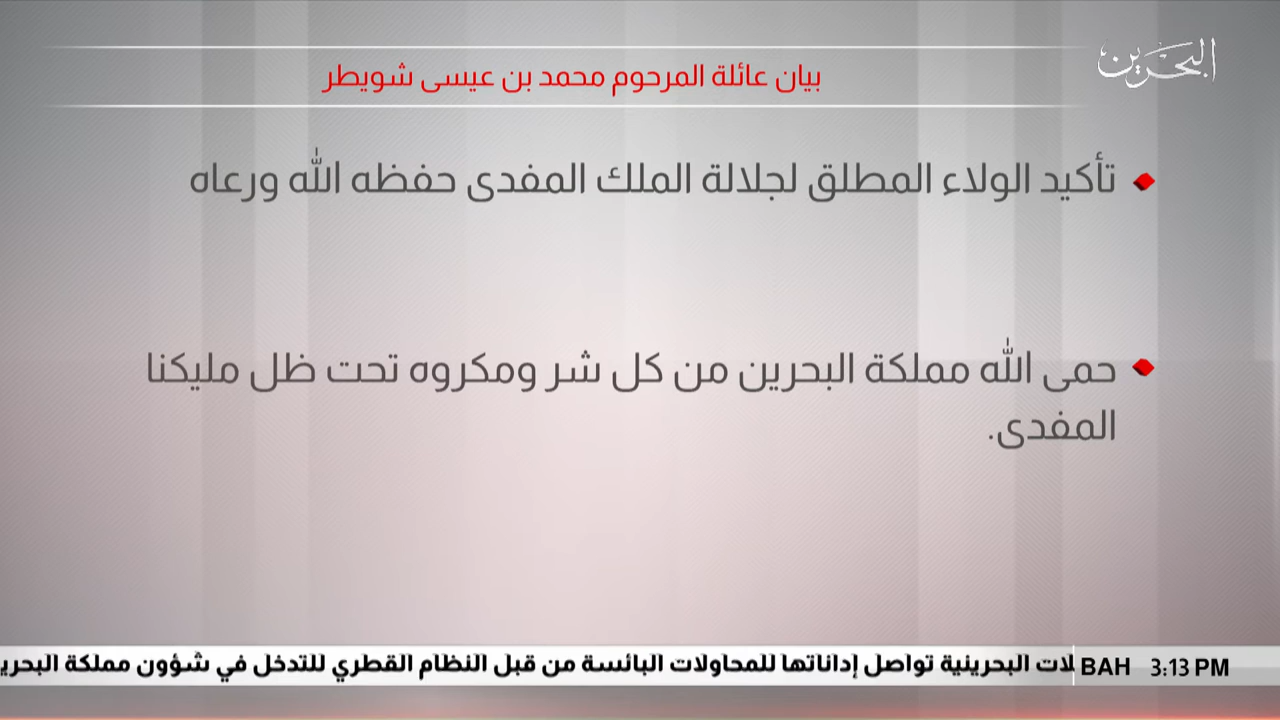 البحرين
بيان عائلة المرحوم محمد بن عيسى شويطر
تأكيد الولاء المطلق لجلالة الملك المفدى حفظه الله ورعاه
حمى الله مملكة البحرين من كل شر ومكروه تحت ظل مليكنا
المفدى.
البحرينية تواصل إداناتها للمحاولات البائسة من قبل النظام القطري للتدخل في شؤون مملكة
BAH 3:13 PM